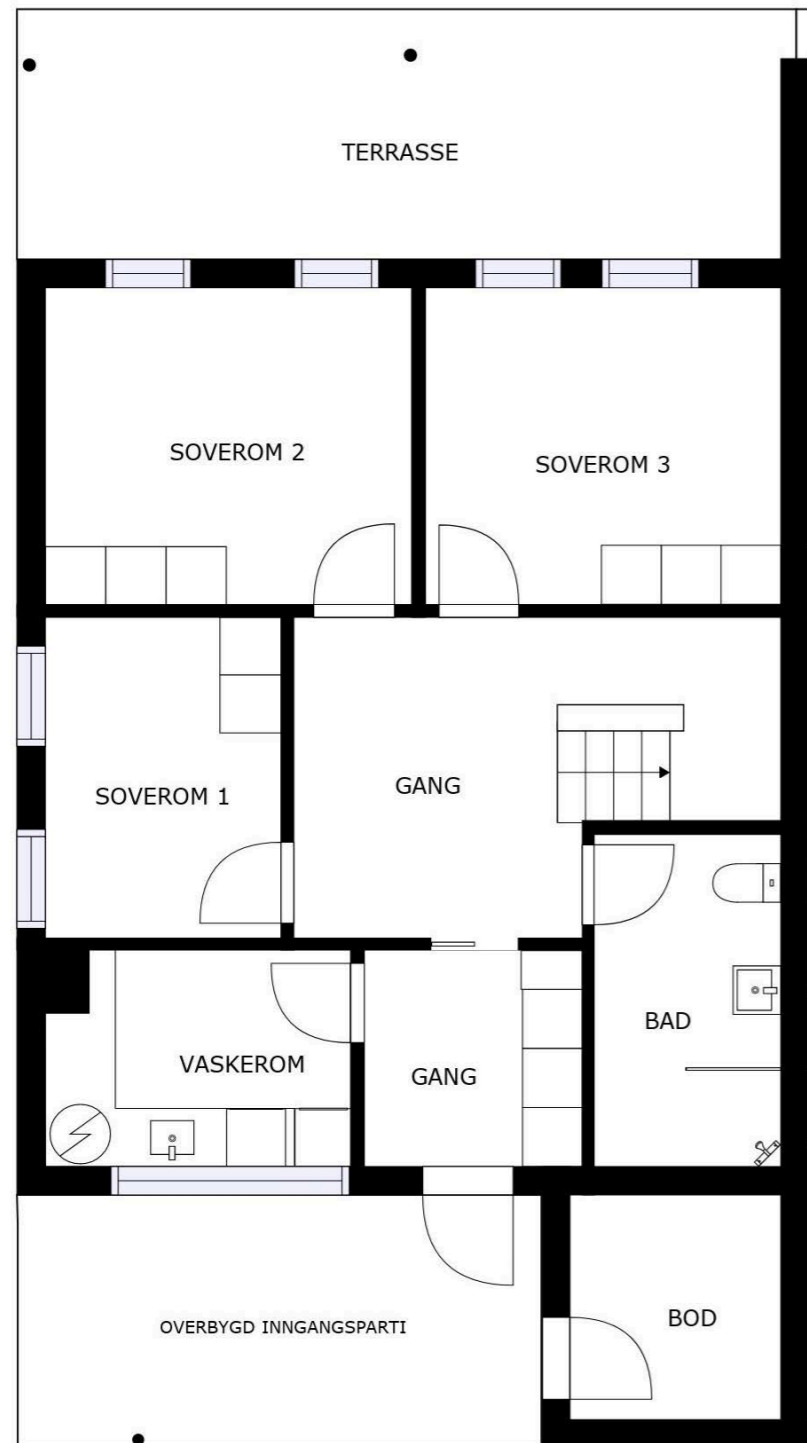 TERRASSE
SOVEROM 2
SOVEROM 3
SOVEROM 1
GANG
BAD
VASKEROM
GANG
OVERBYGD INNGANGSPARTI
BOD